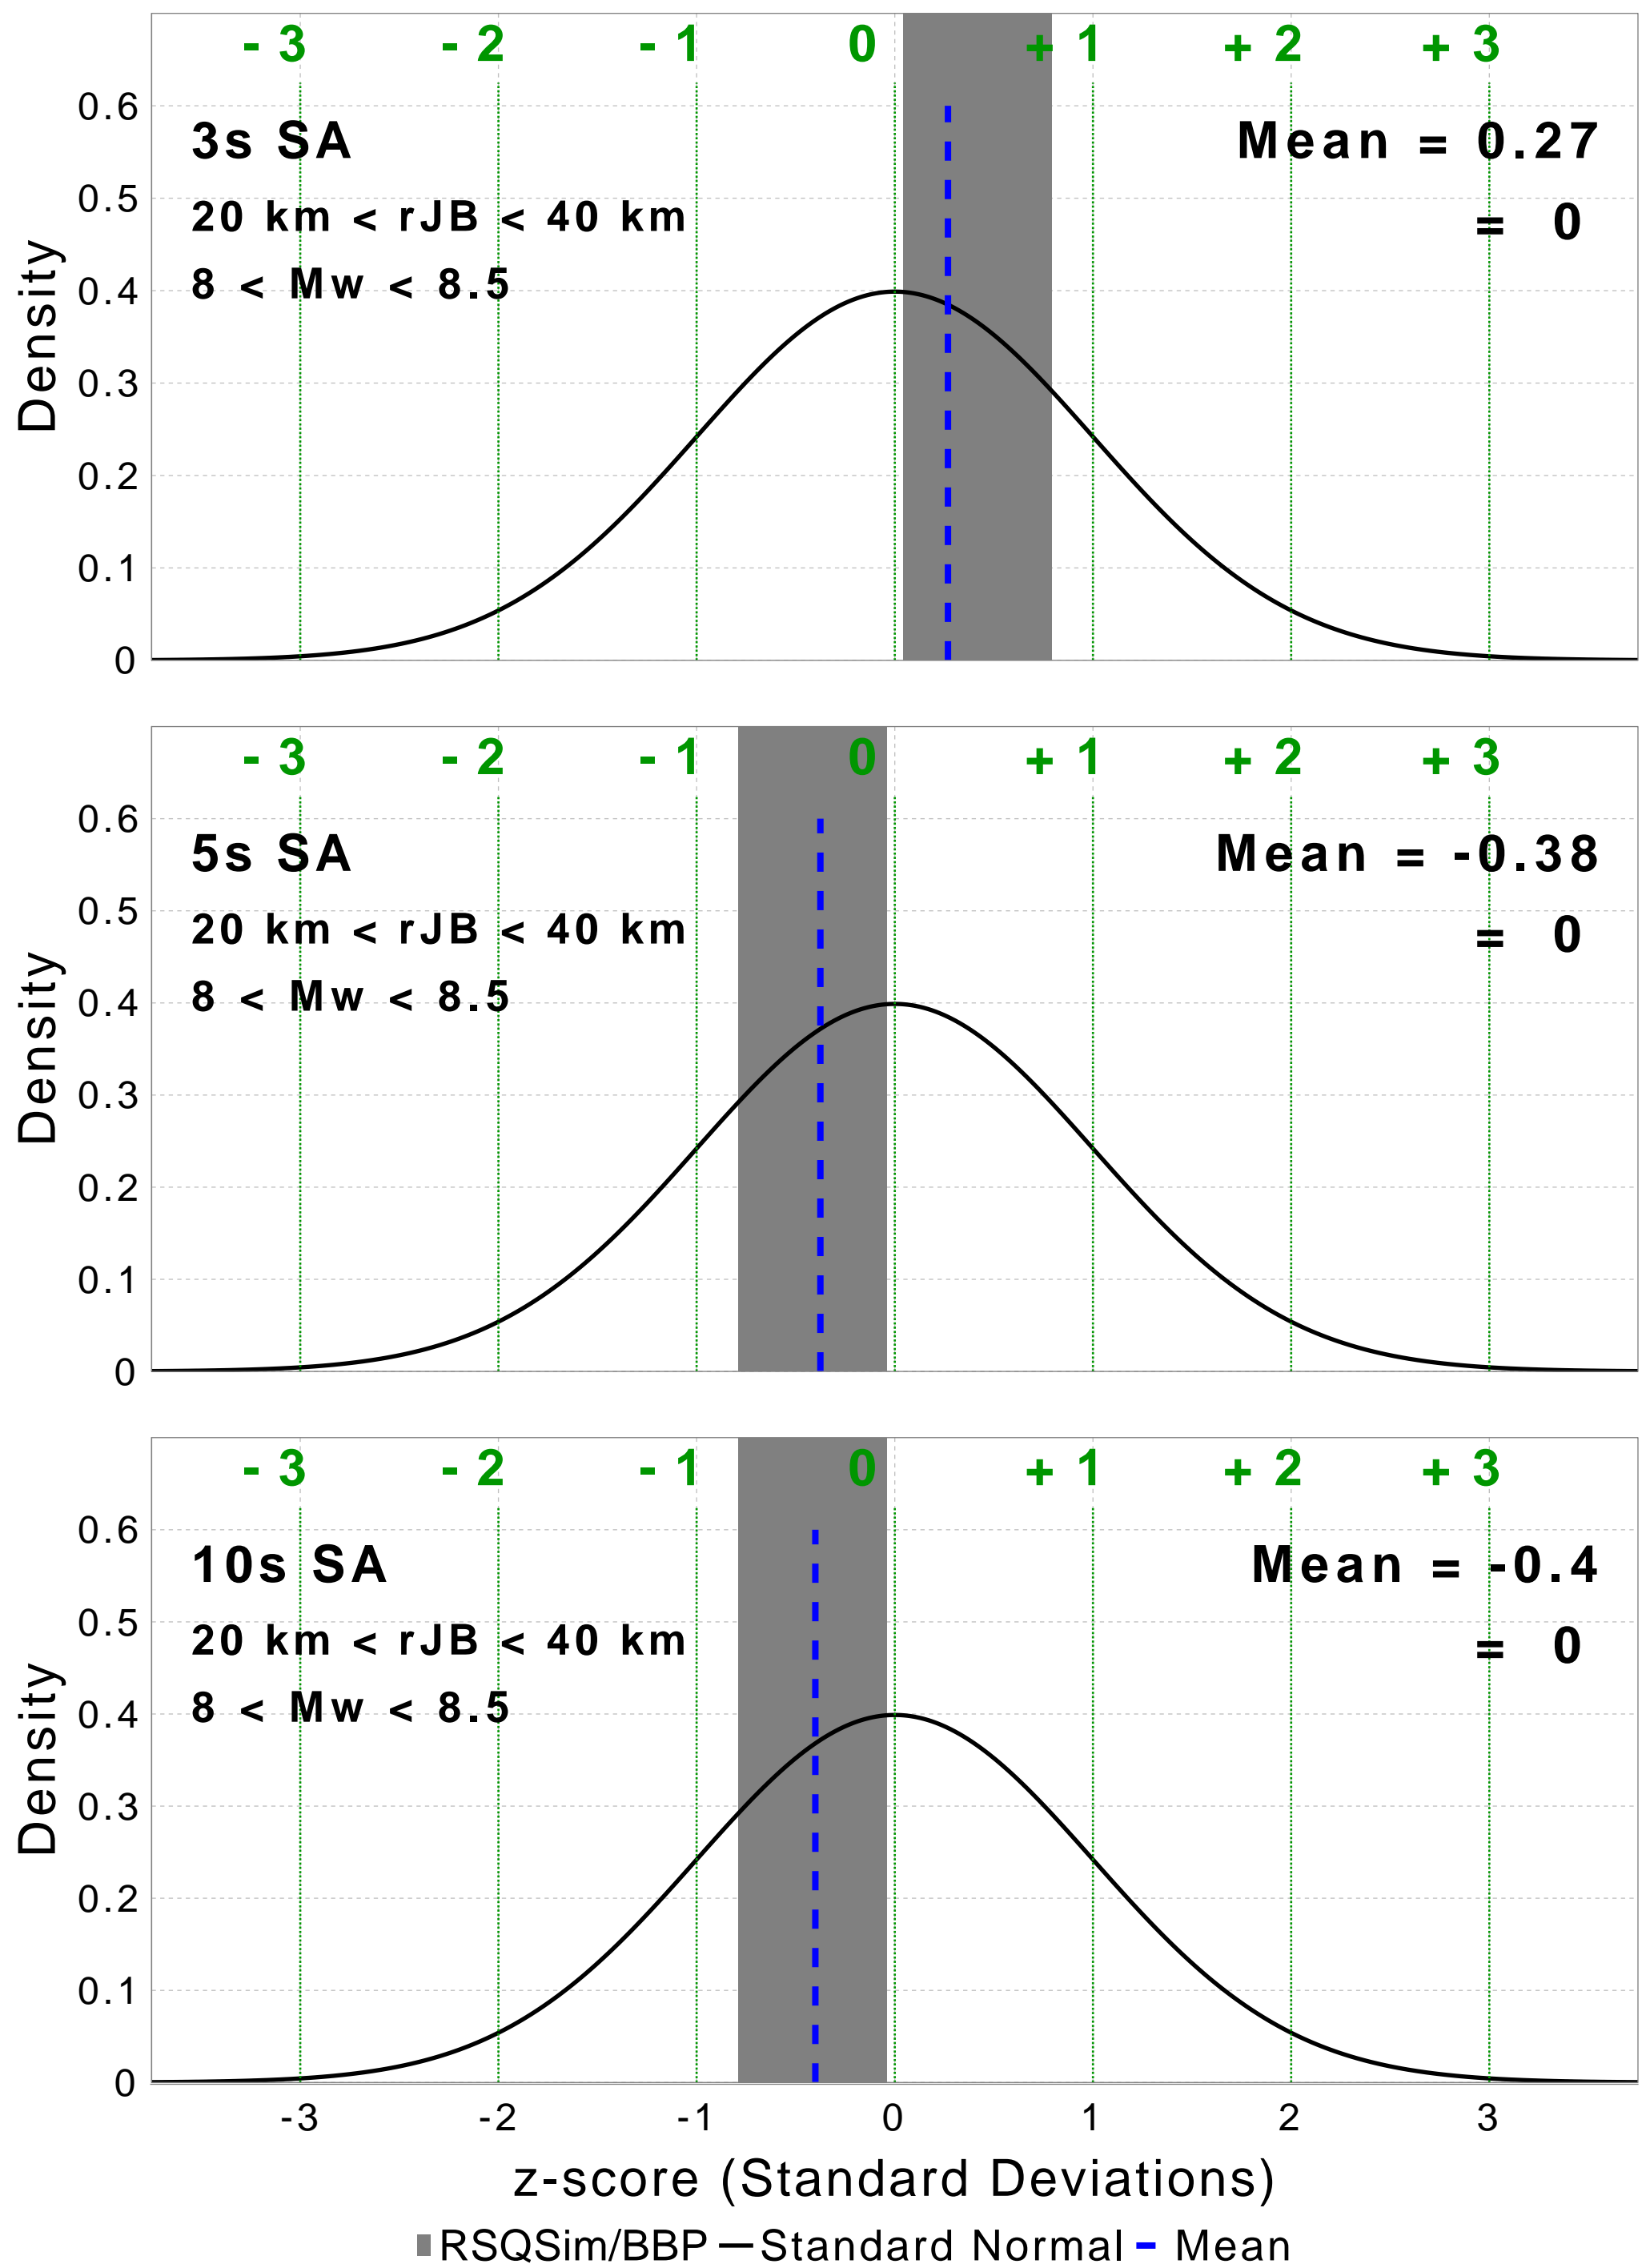 - 3 - 2 - 1 0 + 1 + 2 + 3
0.6
3s SA
Mean = 0.27
0.5
20 km < rJB < 40 km
= 0
8 < Mw < 8.5
0.4
0.3
0.2
0.1
0
Density
- 3 - 2 - 1 0 + 1 + 2 + 3
0.6
5s SA
Mean = -0.38
0.5
20 km < rJB < 40 km
= 0
8 < Mw < 8.5
0.4
0.3
0.2
0.1
0
Density
- 3 - 2 - 1 0 + 1 + 2 + 3
0.6
10s SA
Mean = -0.4
0.5
20 km < rJB < 40 km
= 0
8 < Mw < 8.5
0.4
0.3
0.2
0.1
0
Density
-3 -2 -1 0 1 2 3
z-score (Standard Deviations)
RSQSim/BBP Standard Normal Mean